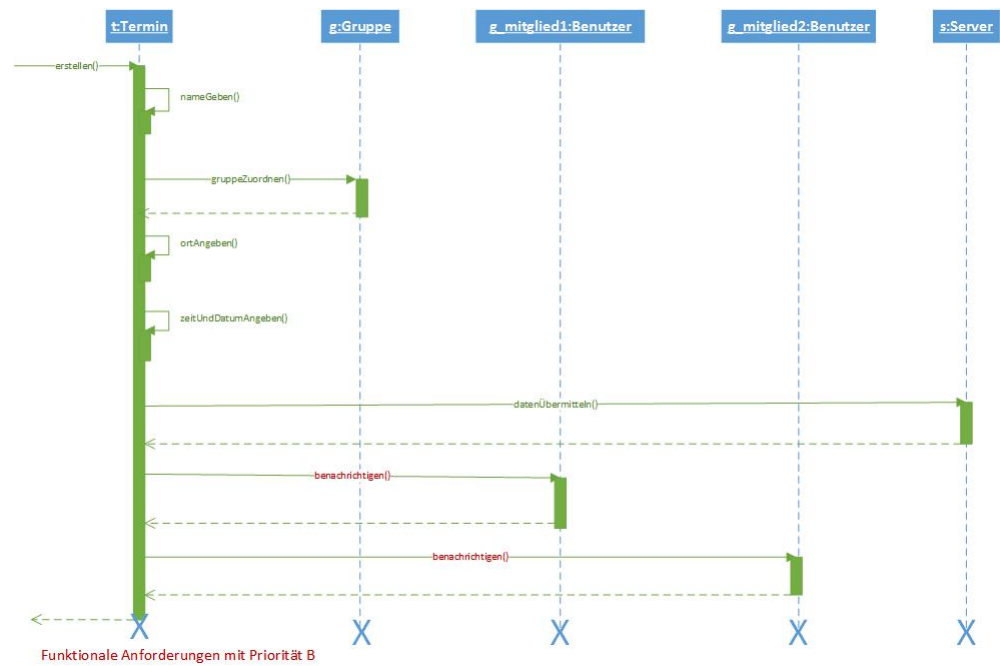 t:Termin
g:Gruppe
g_mitglied1:Benutzer
g_mitglied2:Benutzer
s:Server
erstellen()
nameGeben()
gruppeZuordnen()
ortAngeben()
zeitUndDatumAngeben()
datenÜbermitteln()
benachrichtigen()
benachrichtigen()
Funktionale Anforderungen mit Priorität B